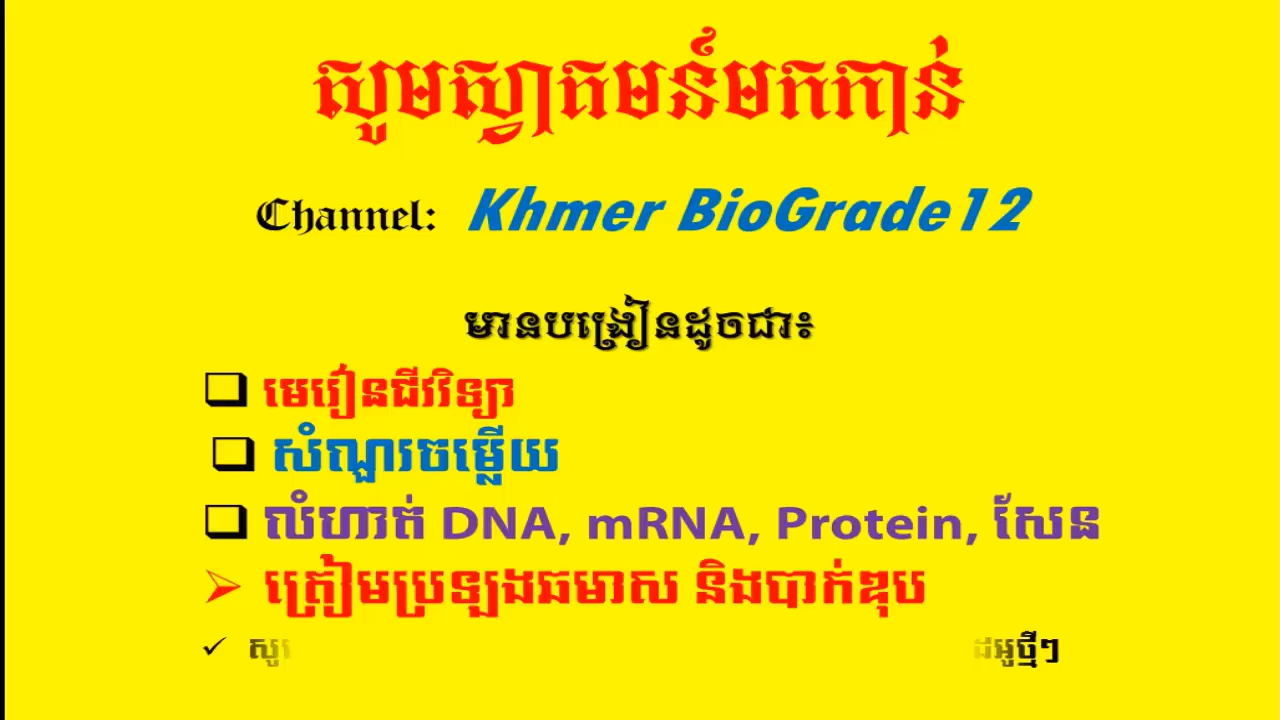 សូមស្វាគមន៍មកកាន់
Channel: Khmer BioGrade12
មានបង្រៀនដូចជា៖
មេរៀនជីវវិទ្យា
សំណួរចម្លើយ
លំហាត់ DNA, mRNA, Protein, សែន
ត្រៀមប្រឡងឆមាស និងបាក់ឌុប
ថ្មីៗ